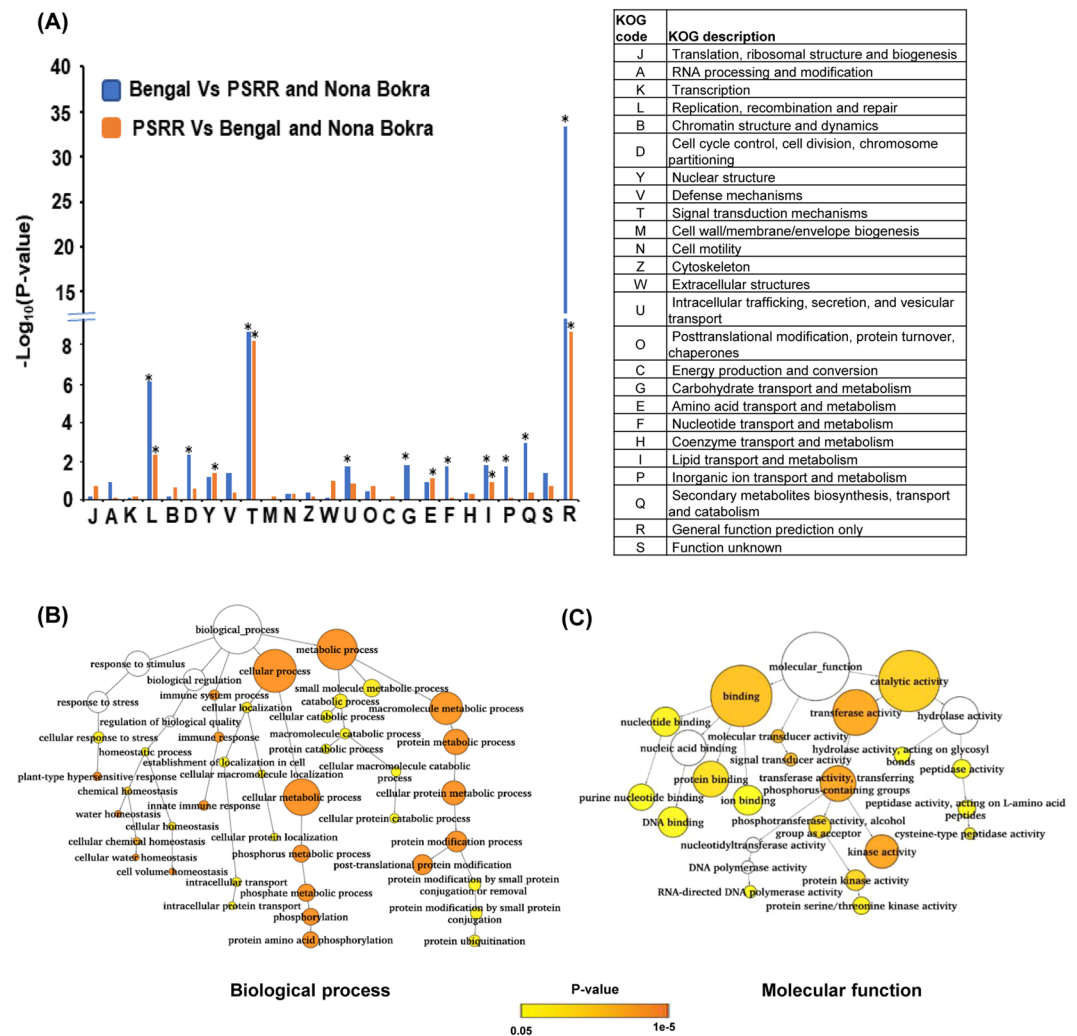 (A)
40
35
30
25
20
15
8
6
4
2
0
-Log10(P-value)
Bengal Vs PSRR and Nona Bokra
PSRR Vs Bengal and Nona Bokra
* * * * * * * * * * * * * * * *
J A K L B D Y V T M N Z W U O C G E F H I P Q S R
KOG code KOG description
J Translation, ribosomal structure and biogenesis
A RNA processing and modification
K Transcription
L Replication, recombination and repair
B Chromatin structure and dynamics
D Cell cycle control, cell division, chromosome
partitioning
Y Nuclear structure
V Defense mechanisms
T Signal transduction mechanisms
M Cell wall/membrane/envelope biogenesis
N Cell motility
Z Cytoskeleton
W Extracellular structures
U Intracellular trafficking, secretion, and vesicular
transport
O Posttranslational modification, protein turnover,
chaperones
C Energy production and conversion
G Carbohydrate transport and metabolism
E Amino acid transport and metabolism
F Nucleotide transport and metabolism
H Coenzyme transport and metabolism
I Lipid transport and metabolism
P Inorganic ion transport and metabolism
Q Secondary metabolites biosynthesis, transport
and catabolism
R General function prediction only
S Function unknown
(B)
biological_process
response to stimulus
metabolic process
cellular process
biological regulation
small molecule metabolic process
immune system process
catabolic process
response to stress
cellular localization
macromolecule metabolic process
cellular catabolic process
regulation of biological quality
cellular response to stress
immune response
macromolecule catabolic process
protein metabolic process
homeostatic process
protein catabolic process
establishment of localization in cell
plant-type hypersensitive response
cellular macromolecule localization
cellular macromolecule catabolic
process
chemical homeostasis
cellular metabolic process
cellular protein metabolic process
innate immune response
water homeostasis
cellular protein catabolic process
cellular homeostasis
cellular protein localization
cellular chemical homeostasis
protein modification process
phosphorus metabolic process
cellular water homeostasis
post-translational protein modification
cell volume homeostasis
intracellular transport
protein modification by small protein
conjugation or removal
phosphate metabolic process
intracellular protein transport
protein modification by small protein
conjugation
phosphorylation
protein amino acid phosphorylation
protein ubiquitination
Biological process
(C)
molecular_function
catalytic activity
binding
transferase activity
hydrolase activity
nucleotide binding
molecular transducer activity
nucleic acid binding
hydrolase activity, acting on glycosyl
bonds
signal transducer activity
peptidase activity
protein binding
transferase activity, transferring
phosphorus-containing groups
purine nucleotide binding
ion binding
peptidase activity, acting on L-amino acid
peptides
DNA binding
phosphotransferase activity, alcohol
group as acceptor
cysteine-type peptidase activity
nucleotidyltransferase activity
kinase activity
DNA polymerase activity
protein kinase activity
RNA-directed DNA polymerase activity
protein serine/threonine kinase activity
Molecular function
P-value
0.05 1e-5